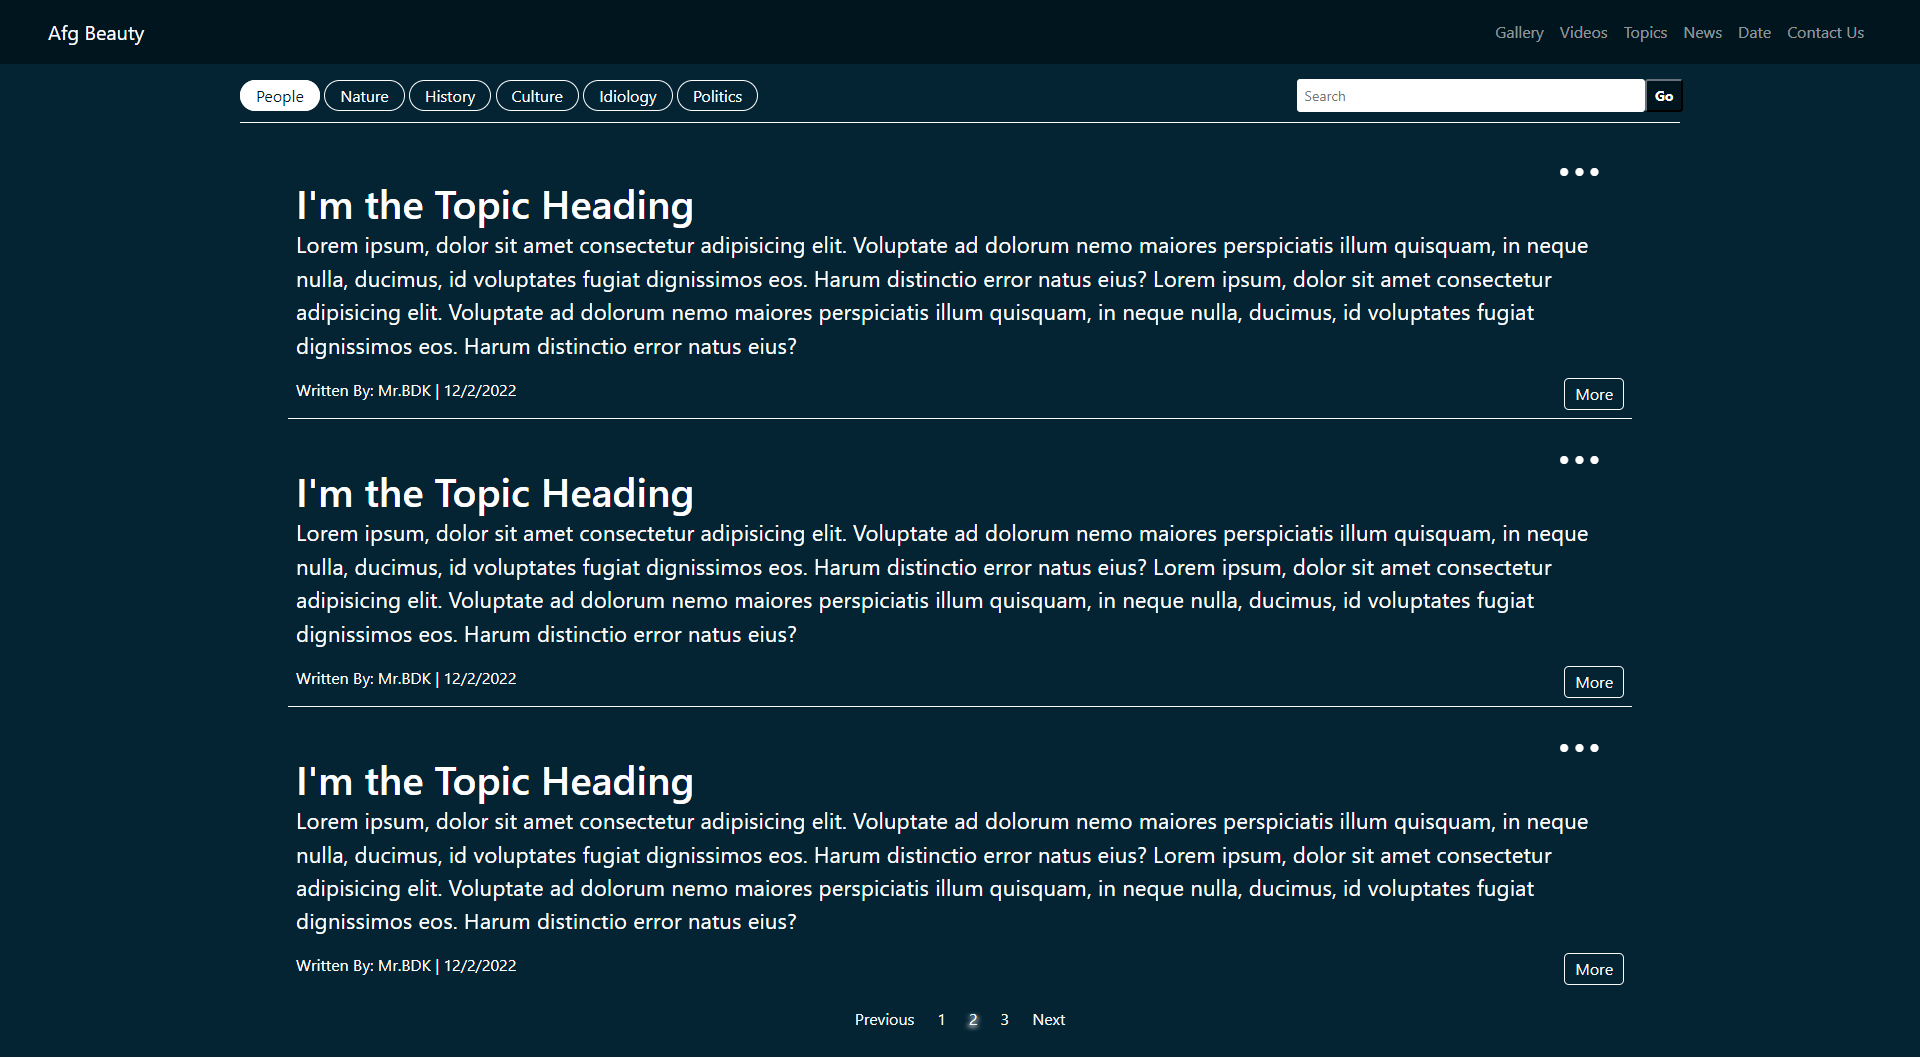 Afg Beauty
Gallery Videos Topics News Date Contact Us
People Nature History Culture Idiology Politics
Search Go
I'm the Topic Heading
Lorem ipsum, dolor sit amet consectetur adipisicing elit. Voluptate ad dolorum nemo maiores perspiciatis illum quisquam, in neque
nulla, ducimus, id voluptates fugiat dignissimos eos. Harum distinctio error natus eius? Lorem ipsum, dolor sit amet consectetur
adipisicing elit. Voluptate ad dolorum nemo maiores perspiciatis illum quisquam, in neque nulla, ducimus, id voluptates fugiat
dignissimos eos. Harum distinctio error natus eius?
Written By: Mr.BDK | 12/2/2022
More
I'm the Topic Heading
Lorem ipsum, dolor sit amet consectetur adipisicing elit. Voluptate ad dolorum nemo maiores perspiciatis illum quisquam, in neque
nulla, ducimus, id voluptates fugiat dignissimos eos. Harum distinctio error natus eius? Lorem ipsum, dolor sit amet consectetur
adipisicing elit. Voluptate ad dolorum nemo maiores perspiciatis illum quisquam, in neque nulla, ducimus, id voluptates fugiat
dignissimos eos. Harum distinctio error natus eius?
Written By: Mr.BDK | 12/2/2022
More
I'm the Topic Heading
Lorem ipsum, dolor sit amet consectetur adipisicing elit. Voluptate ad dolorum nemo maiores perspiciatis illum quisquam, in neque
nulla, ducimus, id voluptates fugiat dignissimos eos. Harum distinctio error natus eius? Lorem ipsum, dolor sit amet consectetur
adipisicing elit. Voluptate ad dolorum nemo maiores perspiciatis illum quisquam, in neque nulla, ducimus, id voluptates fugiat
dignissimos eos. Harum distinctio error natus eius?
Written By: Mr.BDK | 12/2/2022
More
Previous 1 2 3 Next